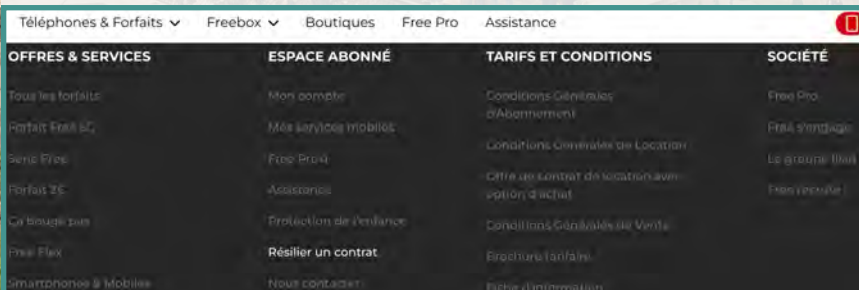 Téléphones & Forfaits Freebox Boutiques Free Pro Assistance
OFFRES & SERVICES
Tous les forfaits
Forfait Free 5G
Série Free
Forfait 2€
Ça bouge pas
Free Flex
Smartphones & Mobiles
ESPACE ABONNÉ
Mon compte
Mes services mobiles
Free Proxi
Assistance
Protection de l'enfance
Résilier un contrat
Nous contacter
TARIFS ET CONDITIONS
Conditions Générales
d'Abonnement
Conditions Générales de Location
Offre de contrat de location avec
option d'achat
Conditions Générales de Vente
Brochure tarifaire
Fiche d'information
SOCIÉTÉ
Free Pro
Free s'engage
Le groupe Iliad
Free recrute !